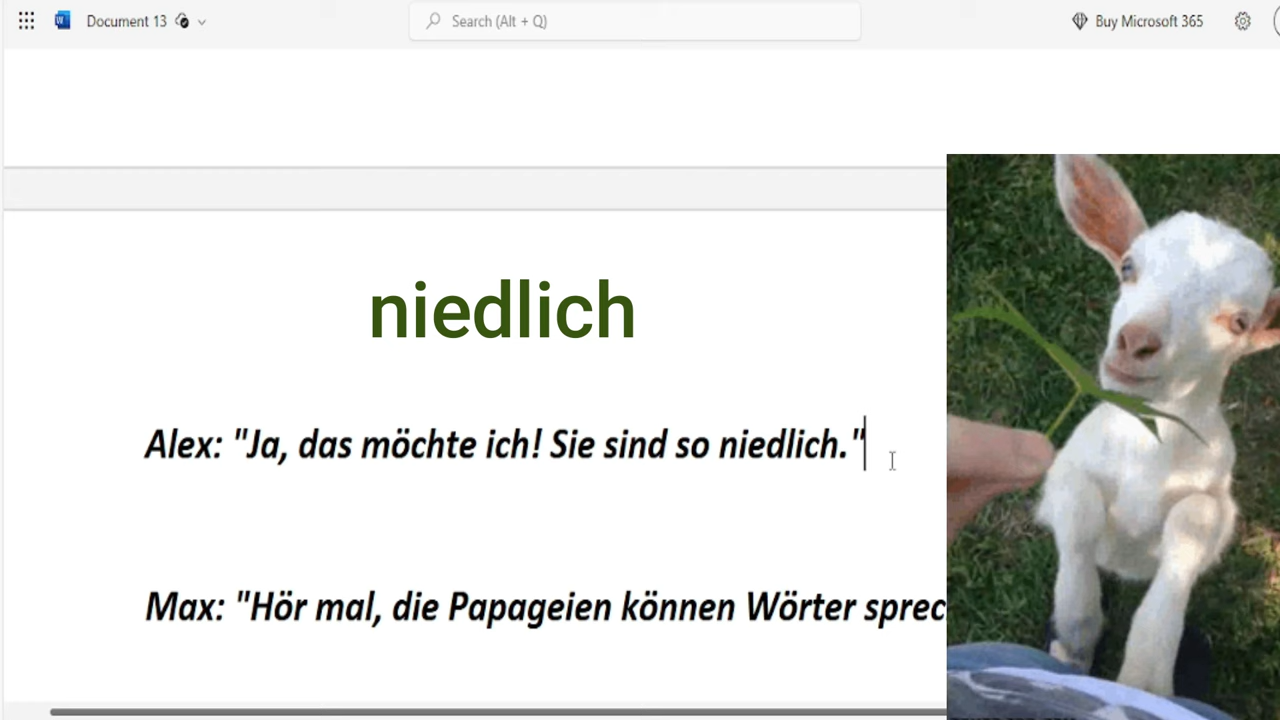 Document 13
Search (Alt + Q)
Buy Microsoft 365
niedlich
Alex: "Ja, das möchte ich! Sie sind so niedlich."
Max: "Hör mal, die Papageien können Wörter sprec